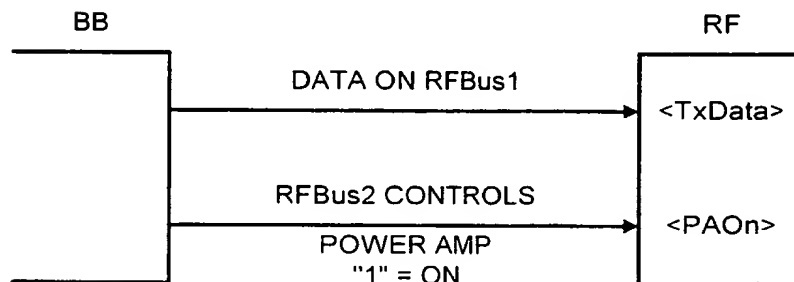 BB
RF
DATA ON RFBus1
<TxData>
RFBus2 CONTROLS
<PAOn>
POWER AMP
"1" = ON